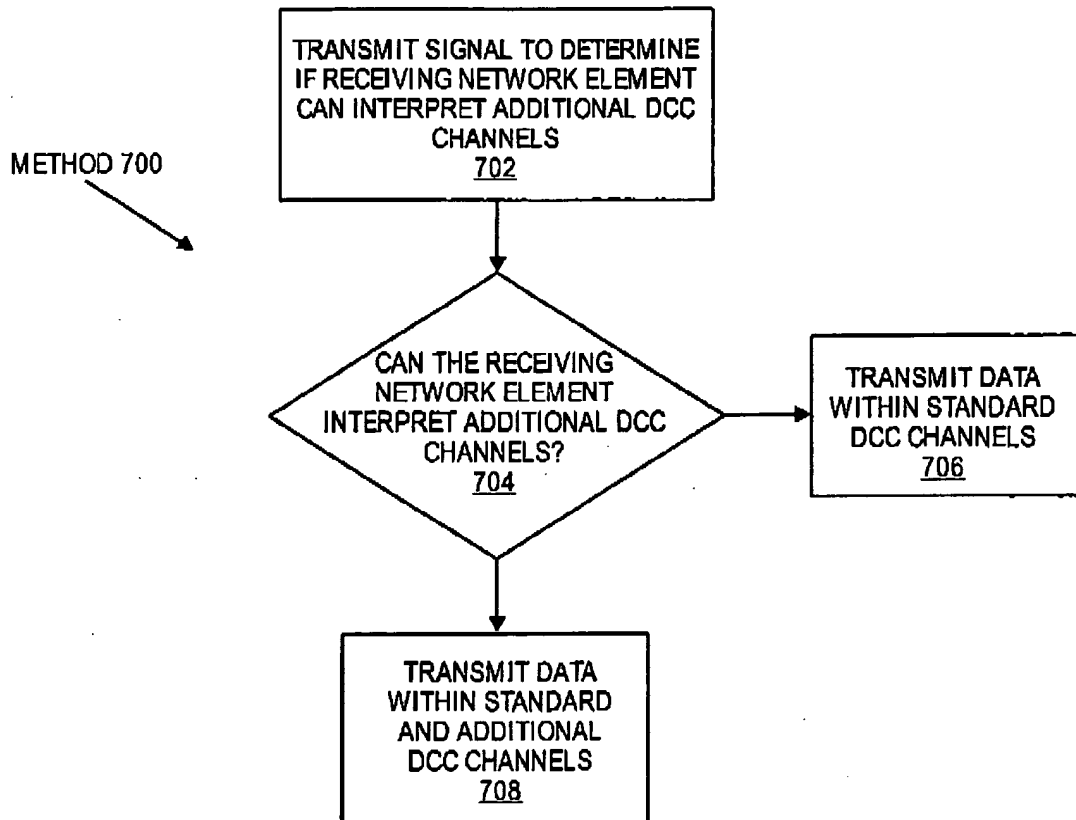 TRANSMIT SIGNAL TO DETERMINE
IF RECEIVING NETWORK ELEMENT
CAN INTERPRET ADDITIONAL DCC
CHANNELS
702
METHOD 700
CAN THE RECEIVING
NETWORK ELEMENT
INTERPRET ADDITIONAL DCC
CHANNELS?
704
TRANSMIT DATA
WITHIN STANDARD
DCC CHANNELS
706
TRANSMIT DATA
WITHIN STANDARD
AND ADDITIONAL
DCC CHANNELS
708